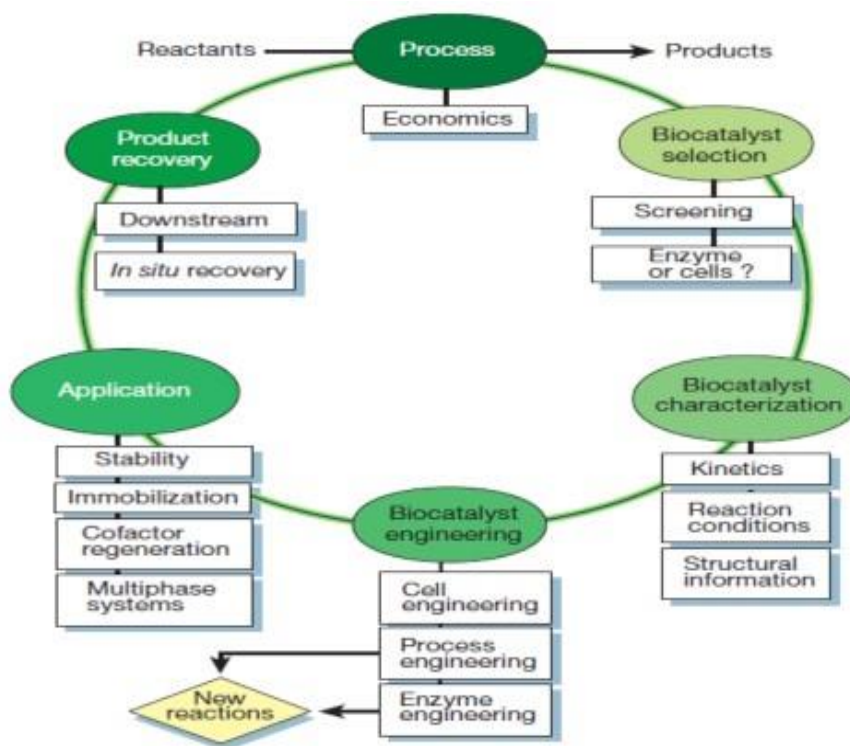 Reactants
Process
Products
Economics
Product
recovery
Downstream
In situ recovery
Biocatalyst
selection
Screening
Enzyme
or cells ?
Application
Stability
Immobilization
Cofactor
regeneration
Multiphase
systems
Biocatalyst
characterization
Kinetics
Reaction
conditions
Structural
information
Biocatalyst
engineering
Cell
engineering
Process
engineering
Enzyme
engineering
New
reactions